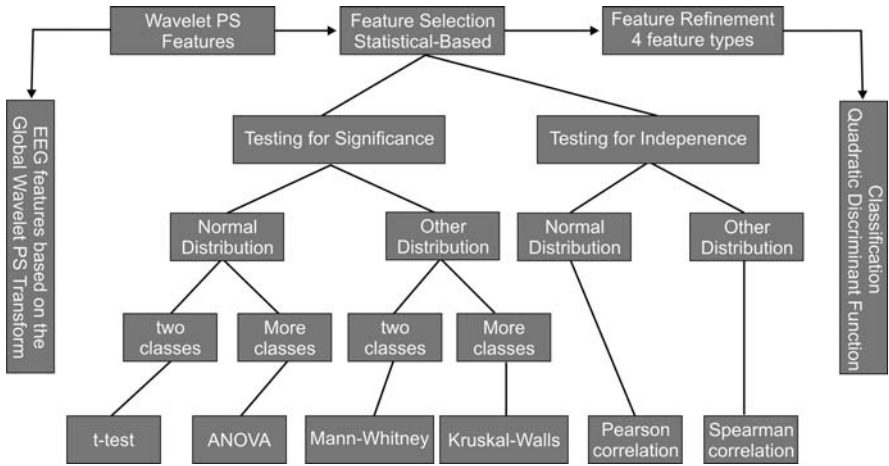 Wavelet PS
Features
Feature Selection
Statistical-Based
Feature Refinement
4 feature types
EEG features based on the
Global Wavelet PS Transform
Testing for Significance
Testing for Indepenence
Classification
Quadratic Discriminant Function
Normal
Distribution
Other
Distribution
Normal
Distribution
Other
Distribution
two
classes
More
classes
two
classes
More
classes
t-test
ANOVA
Mann-Whitney
Kruskal-Walls
Pearson
correlation
Spearman
correlation